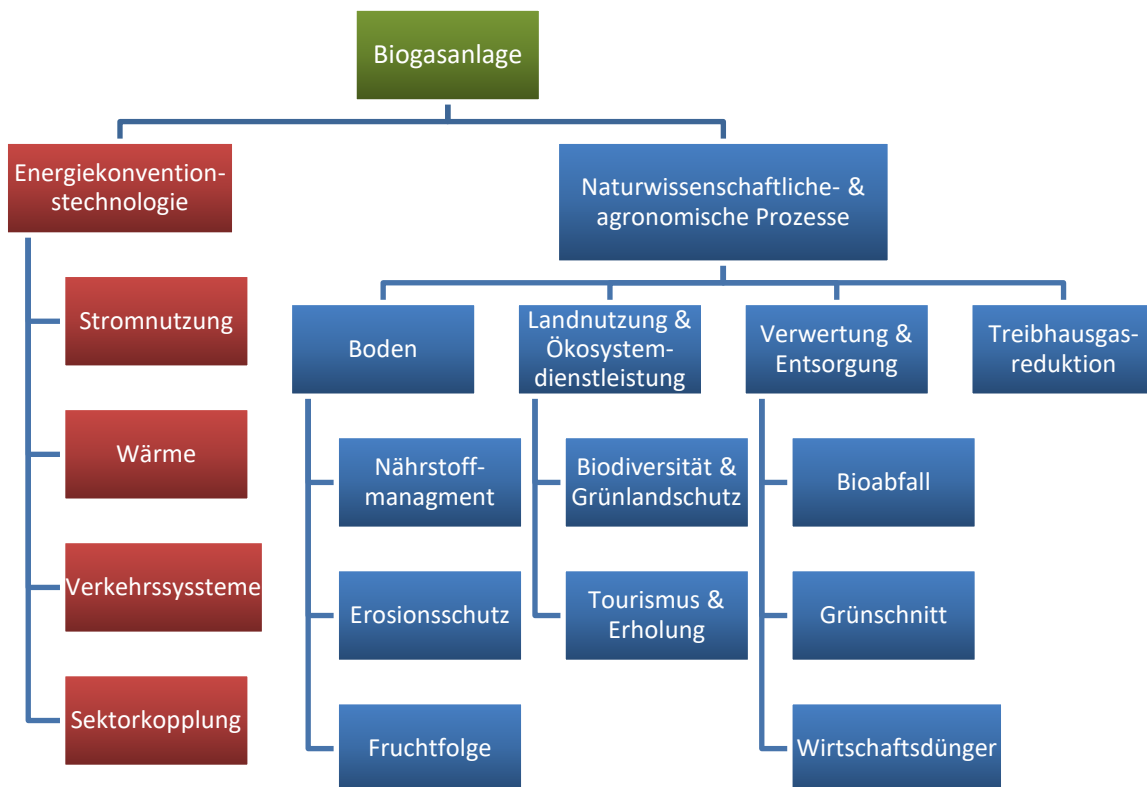 Biogasanlage
Energiekonvention-
stechnologie
Naturwissenschaftliche- &
agronomische Prozesse
Stromnutzung
Wärme
Verkehrssyssteme
Sektorkopplung
Boden
Nährstoff-
managment
Erosionsschutz
Fruchtfolge
Landnutzung &
Ökosystem-
dienstleistung
Biodiversität &
Grünlandschutz
Tourismus &
Erholung
Verwertung &
Entsorgung
Bioabfall
Grünschnitt
Wirtschaftsdünger
Treibhausgas-
reduktion